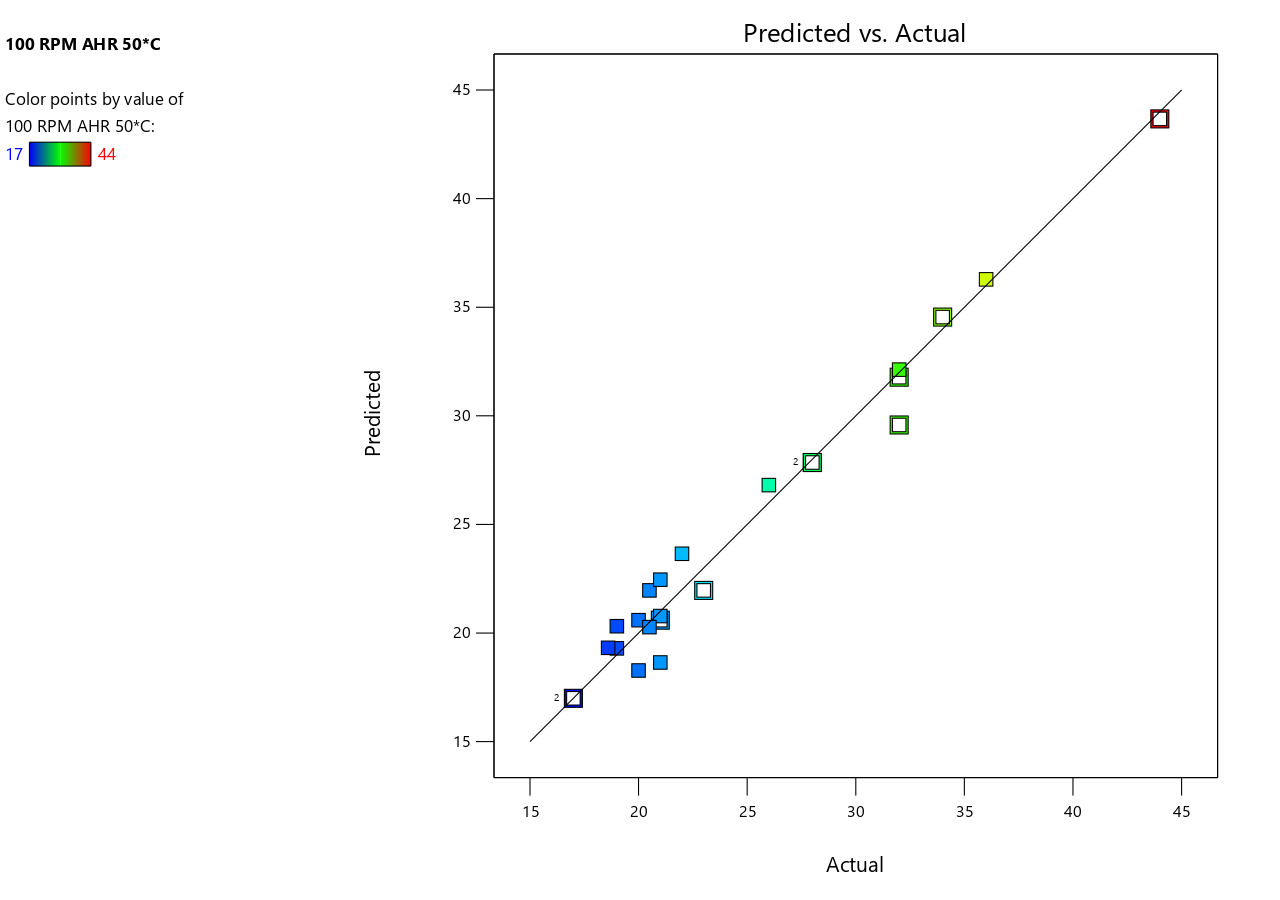 100 RPM AHR 50*C
Color points by value of
100 RPM AHR 50*C:
17 44
Predicted vs. Actual
45
40
35
30
25
20
15
Predicted
2
2
15 20 25 30 35 40 45
Actual